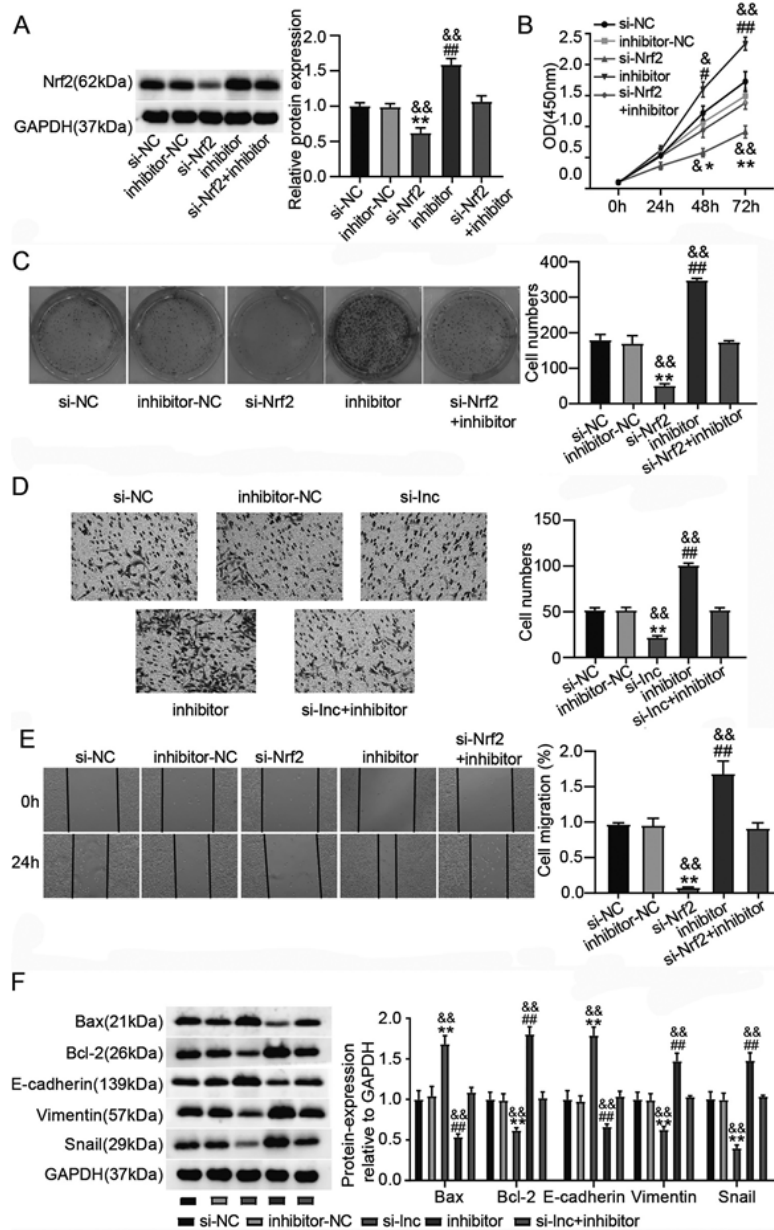 A
Nrf2(62kDa)
GAPDH(37kDa)
si-NC
inhibitor-NC
si-Nrf2
inhibitor
si-Nrf2+inhibitor
Relative protein expression
2.0
1.5
1.0
0.5
0.0
&&
**
&&
##
si-NC
inhitor-NC
si-Nrf2
inhibitor
si-Nrf2
+inhibitor
B
si-NC
inhibitor-NC
si-Nrf2
inhibitor
si-Nrf2
+inhibitor
OD(450nm)
2.5
2.0
1.5
1.0
0.5
0.0
&
#
&*
&&
##
&&
**
0h 24h 48h 72h
C
si-NC inhibitor-NC si-Nrf2 inhibitor si-Nrf2
+inhibitor
Cell numbers
400
300
200
100
0
&&
**
&&
##
si-NC
inhibitor-NC
si-Nrf2
inhibitor
si-Nrf2+inhibitor
D
si-NC inhibitor-NC si-lnc
inhibitor si-lnc+inhibitor
Cell numbers
150
100
50
0
&&
**
&&
##
si-NC
inhibitor-NC
si-lnc
inhibitor
si-lnc+inhibitor
E
si-NC inhibitor-NC si-Nrf2 inhibitor si-Nrf2
+inhibitor
0h
24h
Cell migration (%)
2.0
1.5
1.0
0.5
0.0
&&
**
&&
##
si-NC
inhibitor-NC
si-Nrf2
inhibitor
si-Nrf2+inhibitor
F
Bax(21kDa)
Bcl-2(26kDa)
E-cadherin(139kDa)
Vimentin(57kDa)
Snail(29kDa)
GAPDH(37kDa)
Protein-expression
relative to GAPDH
2.0
1.5
1.0
0.5
0.0
&&
**
&&
##
&&
**
&&
##
&&
**
&&
##
&&
**
&&
##
&&
**
&&
##
Bax Bcl-2 E-cadherin Vimentin Snail
si-NC inhibitor-NC si-lnc inhibitor si-lnc+inhibitor